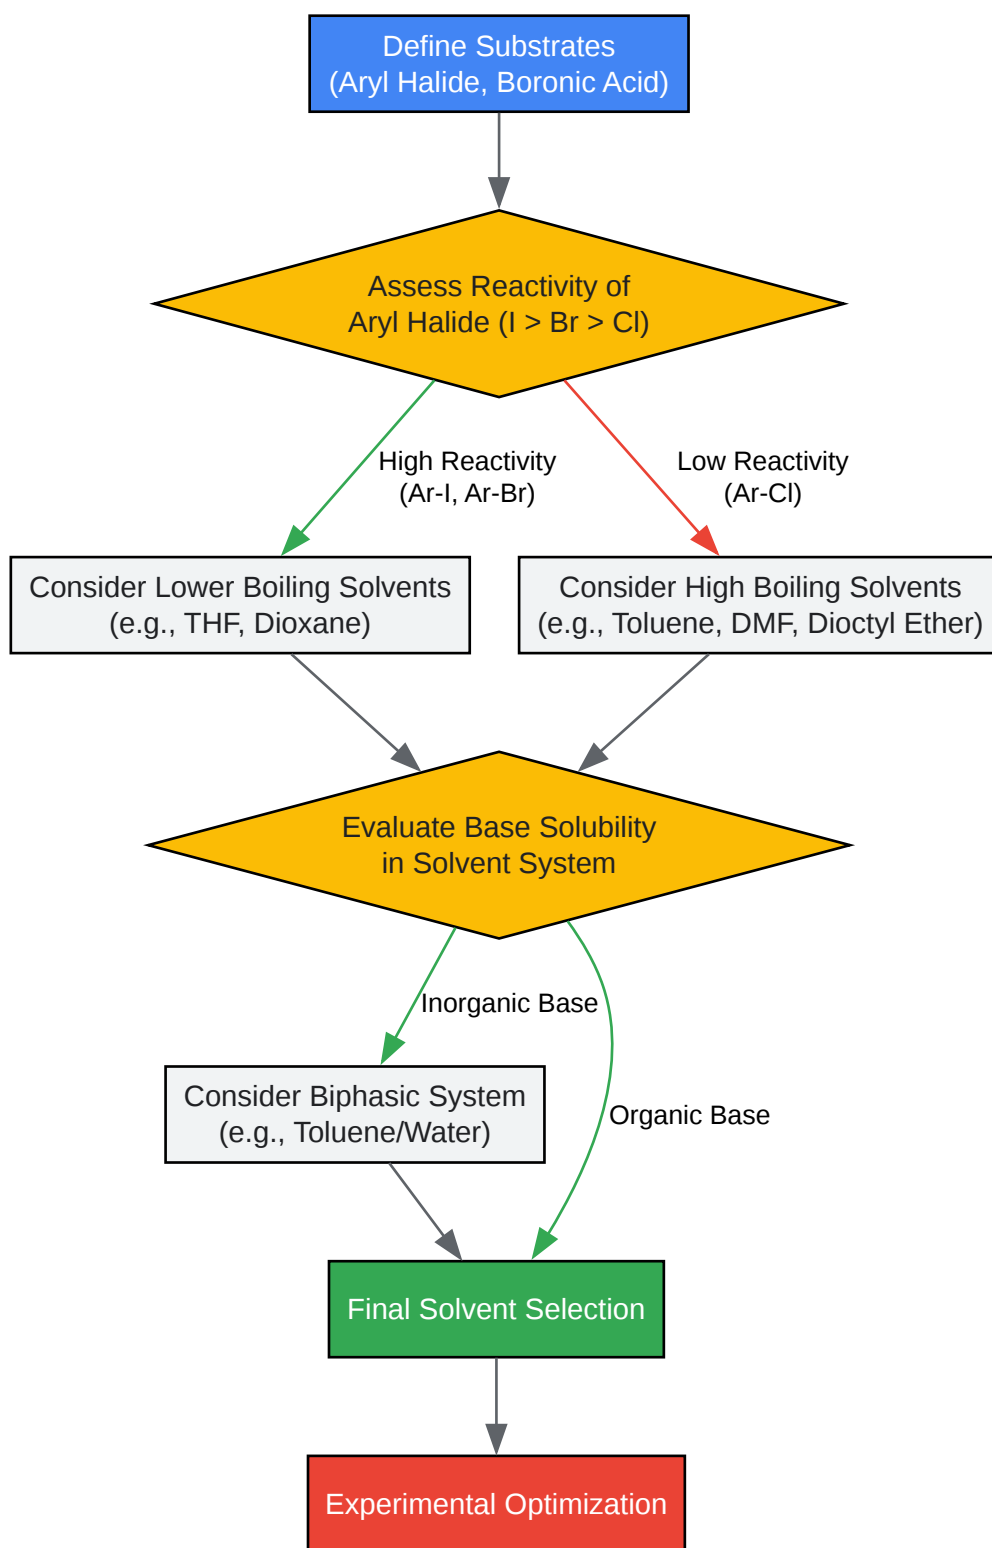 Define Substrates
(Aryl Halide, Boronic Acid)
Assess Reactivity of
Aryl Halide (I > Br > Cl)
High Reactivity
(Ar-I, Ar-Br)
Low Reactivity
(Ar-Cl)
Consider Lower Boiling Solvents
(e.g., THF, Dioxane)
Consider High Boiling Solvents
(e.g., Toluene, DMF, Dioctyl Ether)
Evaluate Base Solubility
in Solvent System
Inorganic Base
Consider Biphasic System
(e.g., Toluene/Water)
Organic Base
Final Solvent Selection
Experimental Optimization